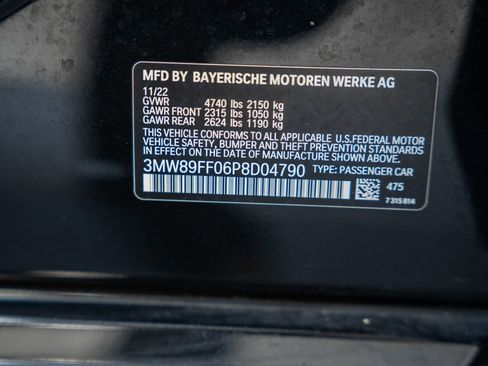 MFD BY BAYERISCHE MOTOREN WERKE AG
11/22
GVWR 4740 lbs 2150 kg
GAWR FRONT 2315 lbs 1050 kg
GAWR REAR 2624 lbs 1190 kg
THIS VEHICLE CONFORMS TO ALL APPLICABLE U.S.FEDERAL MOTOR
VEHICLE SAFETY, BUMPER AND THEFT PREVENTION STANDARDS
IN EFFECT ON THE DATE OF MANUFACTURE SHOWN ABOVE.
3MW89FF06P8D04790 TYPE: PASSENGER CAR
475
7315814